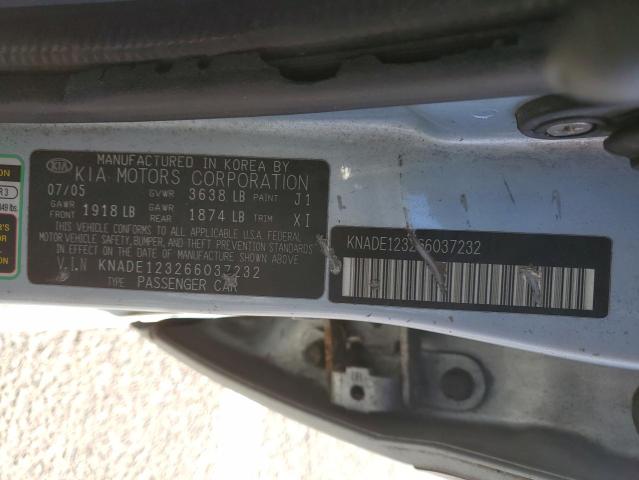 KIA
MANUFACTURED IN KOREA BY
KIA MOTORS CORPORATION
07/05 GVWR 3638 LB PAINT J1
GAWR FRONT 1918 LB GAWR REAR 1874 LB TRIM XI
THIS VEHICLE CONFORMS TO ALL APPLICABLE U.S.A. FEDERAL
MOTOR VEHICLE SAFETY, BUMPER, AND THEFT PREVENTION STANDARDS
IN EFFECT ON THE DATE OF MANUFACTURE SHOWN ABOVE
V.I.N KNADE123266037232
TYPE PASSENGER CAR
KNADE123266037232